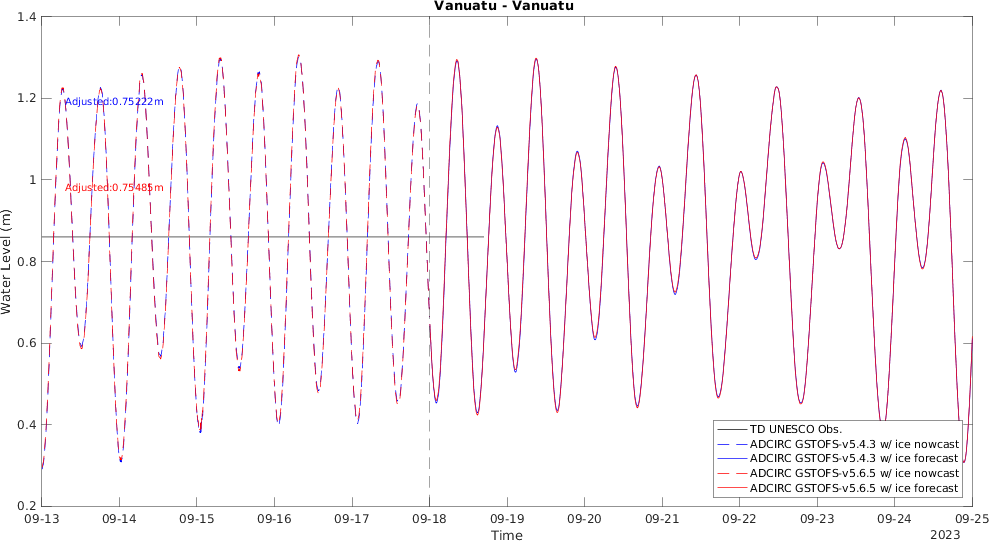 Vanuatu - Vanuatu
1.4
1.2
1
0.8
0.6
0.4
0.2
Water Level (m)
Adjusted:0.75222m
Adjusted:0.75485m
TD UNESCO Obs.
ADCIRC GSTOFS-v5.4.3 w/ ice nowcast
ADCIRC GSTOFS-v5.4.3 w/ ice forecast
ADCIRC GSTOFS-v5.6.5 w/ ice nowcast
ADCIRC GSTOFS-v5.6.5 w/ ice forecast
09-13 09-14 09-15 09-16 09-17 09-18 09-19 09-20 09-21 09-22 09-23 09-24 09-25
Time
2023